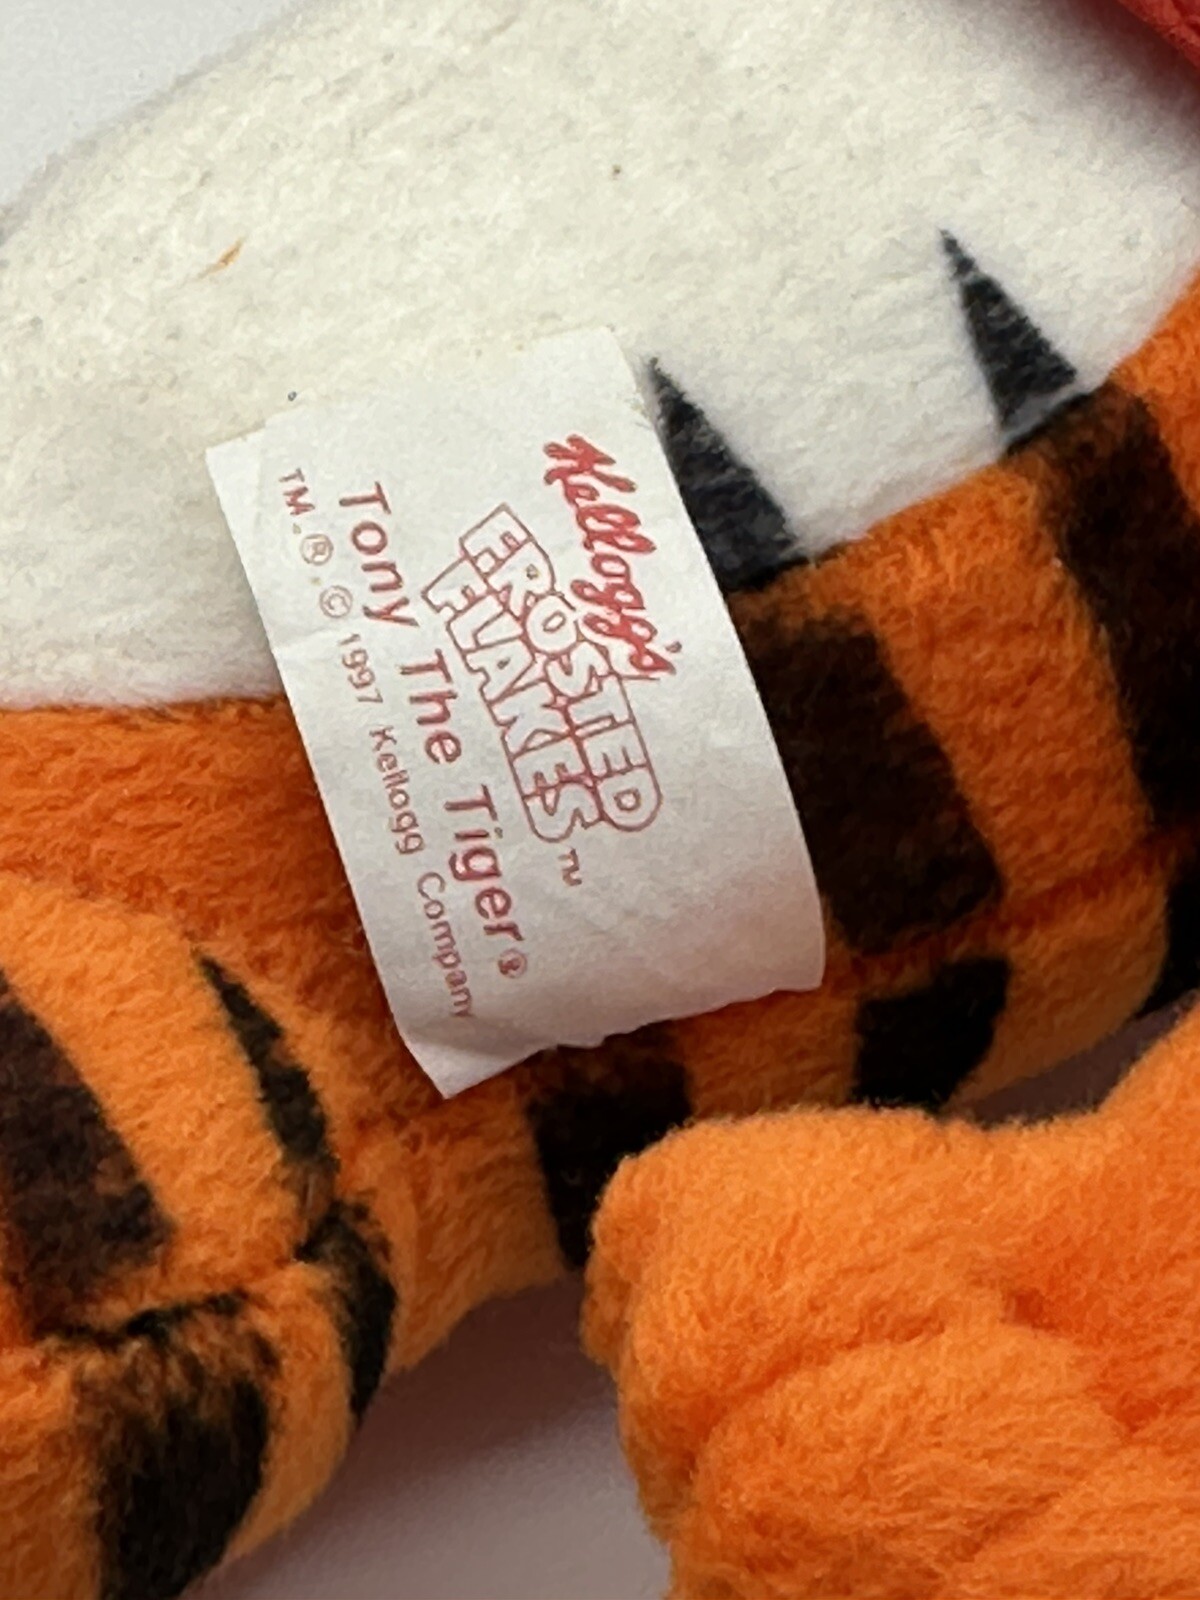 Kellogg's
FROSTED
FLAKES™
Tony The Tiger®
TM. ® © 1997 Kellogg Company